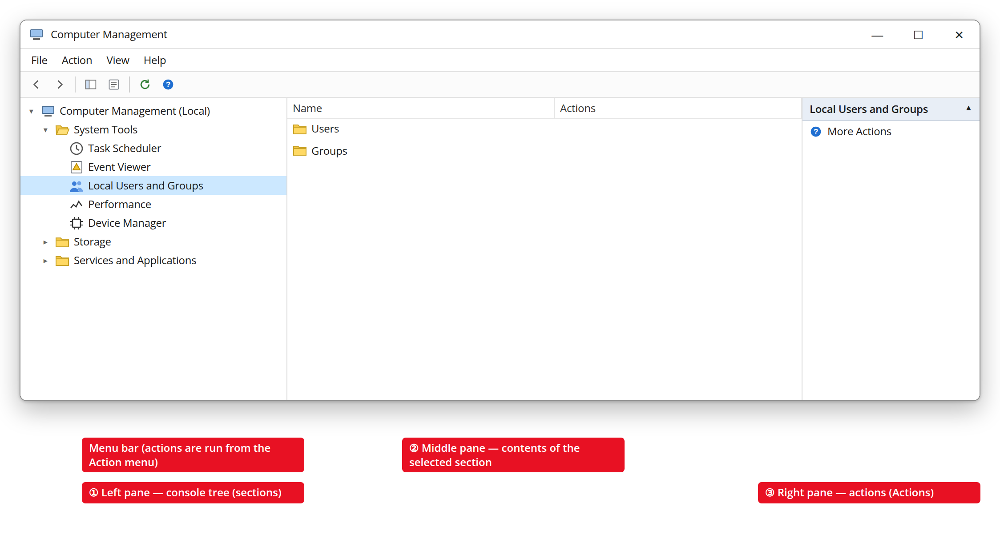 Computer Management
File Action View Help
Computer Management (Local)
System Tools
Task Scheduler
Event Viewer
Local Users and Groups
Performance
Device Manager
Storage
Services and Applications
Name Actions
Users
Groups
Local Users and Groups
More Actions
Menu bar (actions are run from the
Action menu)
① Left pane — console tree (sections)
② Middle pane — contents of the
selected section
③ Right pane — actions (Actions)